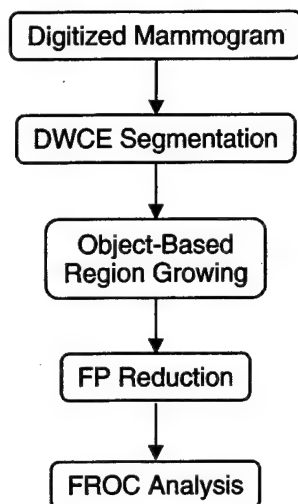 Digitized Mammogram
DWCE Segmentation
Object-Based
Region Growing
FP Reduction
FROC Analysis